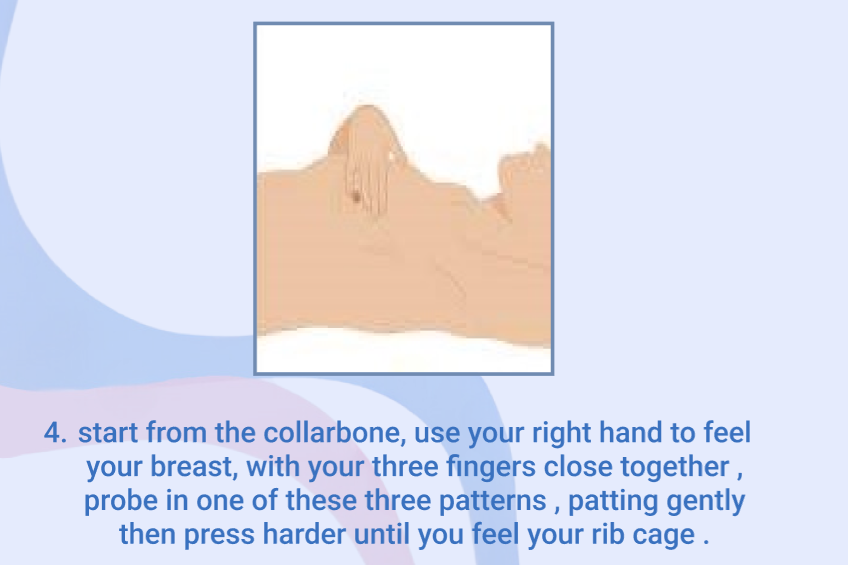 4. start from the collarbone, use your right hand to feel
your breast, with your three fingers close together ,
probe in one of these three patterns , patting gently
then press harder until you feel your rib cage .